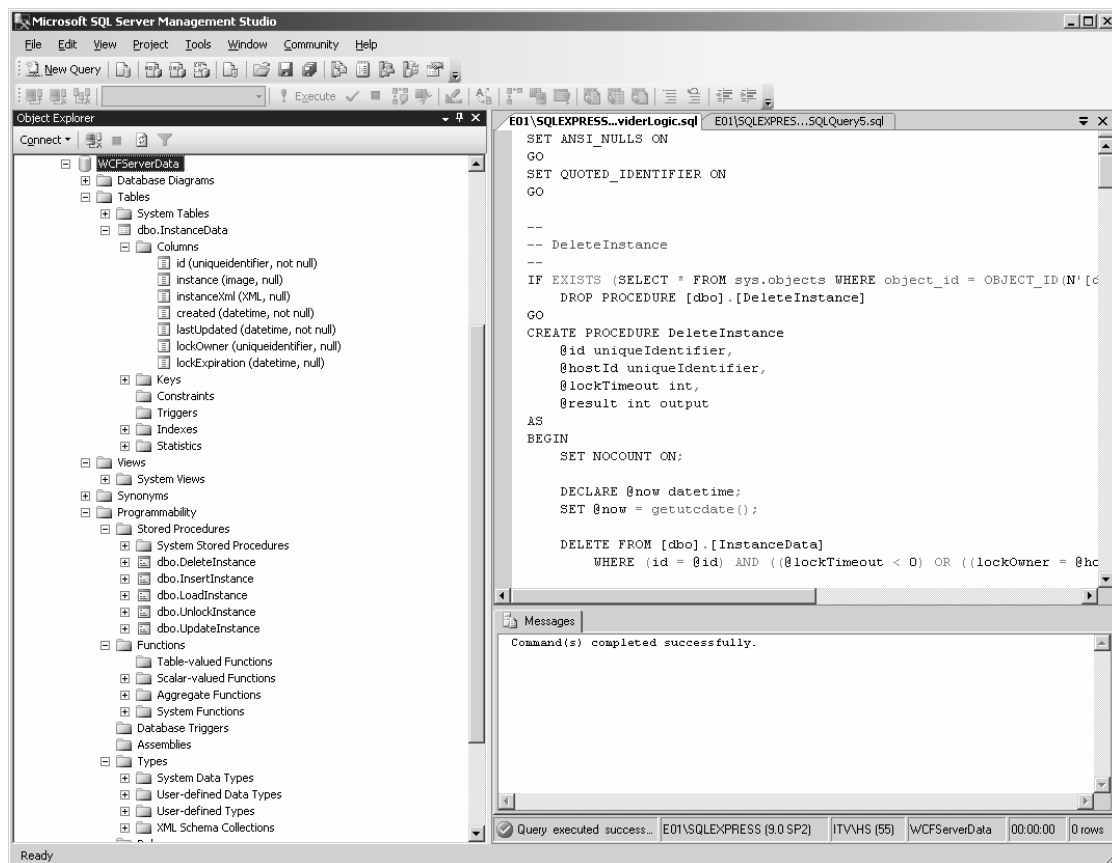 Microsoft SQL Server Management Studio
File Edit View Project Tools Window Community Help
New Query
Execute
Object Explorer
Connect
WCFServerData
Database Diagrams
Tables
System Tables
dbo.InstanceData
Columns
id (uniqueidentifier, not null)
instance (image, null)
instanceXml (XML, null)
created (datetime, not null)
lastUpdated (datetime, not null)
lockOwner (uniqueidentifier, null)
lockExpiration (datetime, null)
Keys
Constraints
Triggers
Indexes
Statistics
Views
System Views
Synonyms
Programmability
Stored Procedures
System Stored Procedures
dbo.DeleteInstance
dbo.InsertInstance
dbo.LoadInstance
dbo.UnlockInstance
dbo.UpdateInstance
Functions
Table-valued Functions
Scalar-valued Functions
Aggregate Functions
System Functions
Database Triggers
Assemblies
Types
System Data Types
User-defined Data Types
User-defined Types
XML Schema Collections
E01\SQLEXPRESS...viderLogic.sql E01\SQLEXPRES...SQLQuery5.sql
SET ANSI_NULLS ON
GO
SET QUOTED_IDENTIFIER ON
GO
--
-- DeleteInstance
--
IF EXISTS (SELECT * FROM sys.objects WHERE object_id = OBJECT_ID(N'[d
DROP PROCEDURE [dbo].[DeleteInstance]
GO
CREATE PROCEDURE DeleteInstance
@id uniqueIdentifier,
@hostId uniqueIdentifier,
@lockTimeout int,
@result int output
AS
BEGIN
SET NOCOUNT ON;
DECLARE @now datetime;
SET @now = getutcdate();
DELETE FROM [dbo].[InstanceData]
WHERE (id = @id) AND ((@lockTimeout < 0) OR ((lockOwner = @ho
Messages
Command(s) completed successfully.
Query executed success... E01\SQLEXPRESS (9.0 SP2) ITV\HS (55) WCFServerData 00:00:00 0 rows
Ready